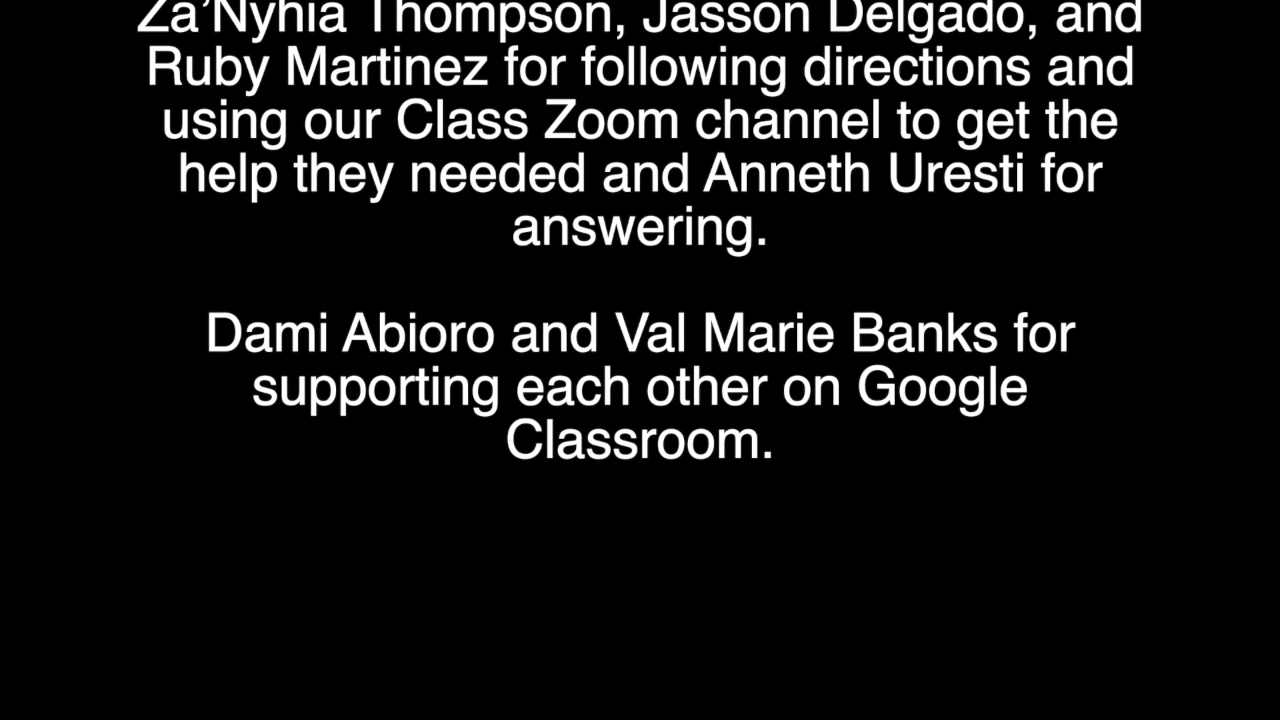 Za’Nyhia Thompson, Jasson Delgado, and
Ruby Martinez for following directions and
using our Class Zoom channel to get the
help they needed and Anneth Uresti for
answering.
Dami Abioro and Val Marie Banks for
supporting each other on Google
Classroom.